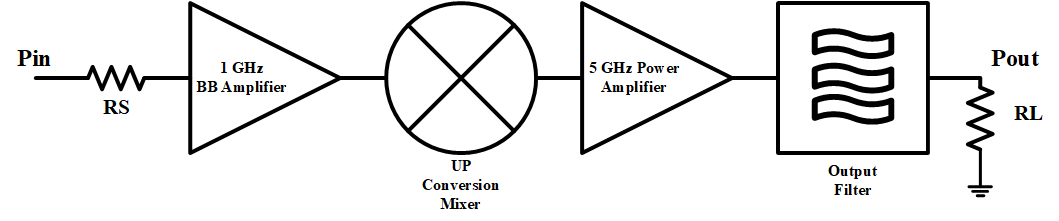 Pin
RS
1 GHz
BB Amplifier
UP
Conversion
Mixer
5 GHz Power
Amplifier
Output
Filter
Pout
RL